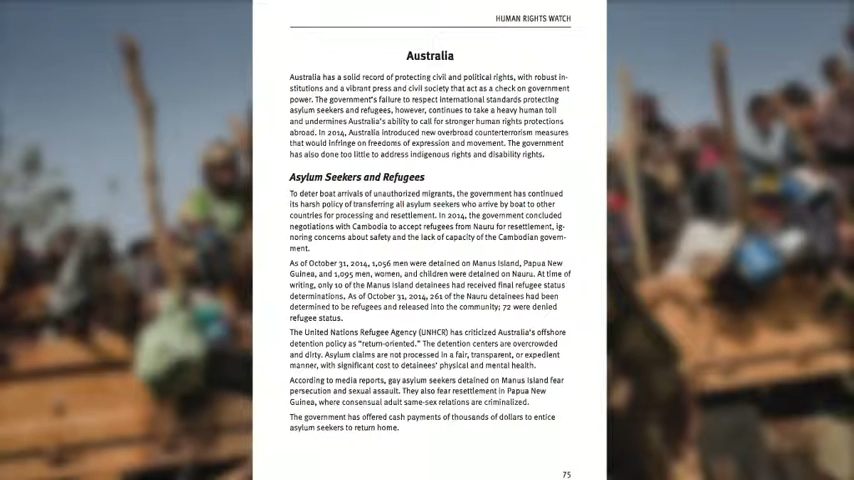 HUMAN RIGHTS WATCH
Australia
Australia has a solid record of protecting civil and political rights, with robust in-
stitutions and a vibrant press and civil society that act as a check on government
power. The government's failure to respect international standards protecting
asylum seekers and refugees, however, continues to take a heavy human toll
and undermines Australia's ability to call for stronger human rights protections
abroad. In 2014, Australia introduced new overbroad counterterrorism measures
that would infringe on freedoms of expression and movement. The government
has also done too little to address indigenous rights and disability rights.
Asylum Seekers and Refugees
To deter boat arrivals of unauthorized migrants, the government has continued
its harsh policy of transferring all asylum seekers who arrive by boat to other
countries for processing and resettlement. In 2014, the government concluded
negotiations with Cambodia to accept refugees from Nauru for resettlement, ig-
noring concerns about safety and the lack of capacity of the Cambodian govern-
ment.
As of October 31, 2014, 1,056 men were detained on Manus Island, Papua New
Guinea, and 1,095 men, women, and children were detained on Nauru. At time of
writing, only 10 of the Manus Island detainees had received final refugee status
determinations. As of October 31, 2014, 261 of the Nauru detainees had been
determined to be refugees and released into the community; 72 were denied
refugee status.
The United Nations Refugee Agency (UNHCR) has criticized Australia's offshore
detention policy as "return-oriented." The detention centers are overcrowded
and dirty. Asylum claims are not processed in a fair, transparent, or expedient
manner, with significant cost to detainees' physical and mental health.
According to media reports, gay asylum seekers detained on Manus Island fear
persecution and sexual assault. They also fear resettlement in Papua New
Guinea, where consensual adult same-sex relations are criminalized.
The government has offered cash payments of thousands of dollars to entice
asylum seekers to return home.
75